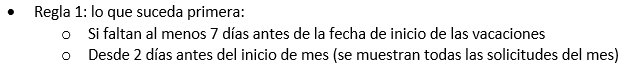 • Regla 1: lo que suceda primera:
o Si faltan al menos 7 días antes de la fecha de inicio de las vacaciones
o Desde 2 días antes del inicio de mes (se muestran todas las solicitudes del mes)